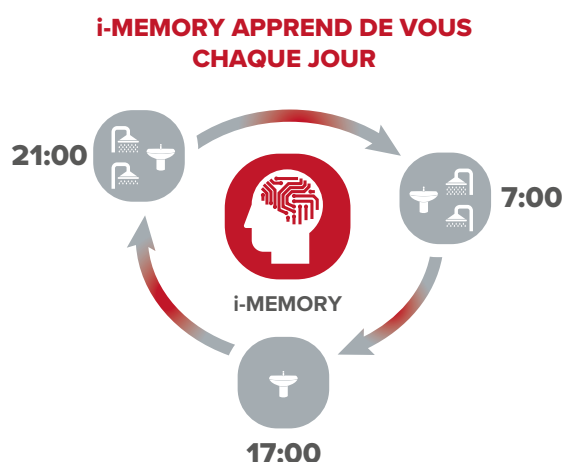 i-MEMORY APPREND DE VOUS
CHAQUE JOUR
21:00
7:00
i-MEMORY
17:00